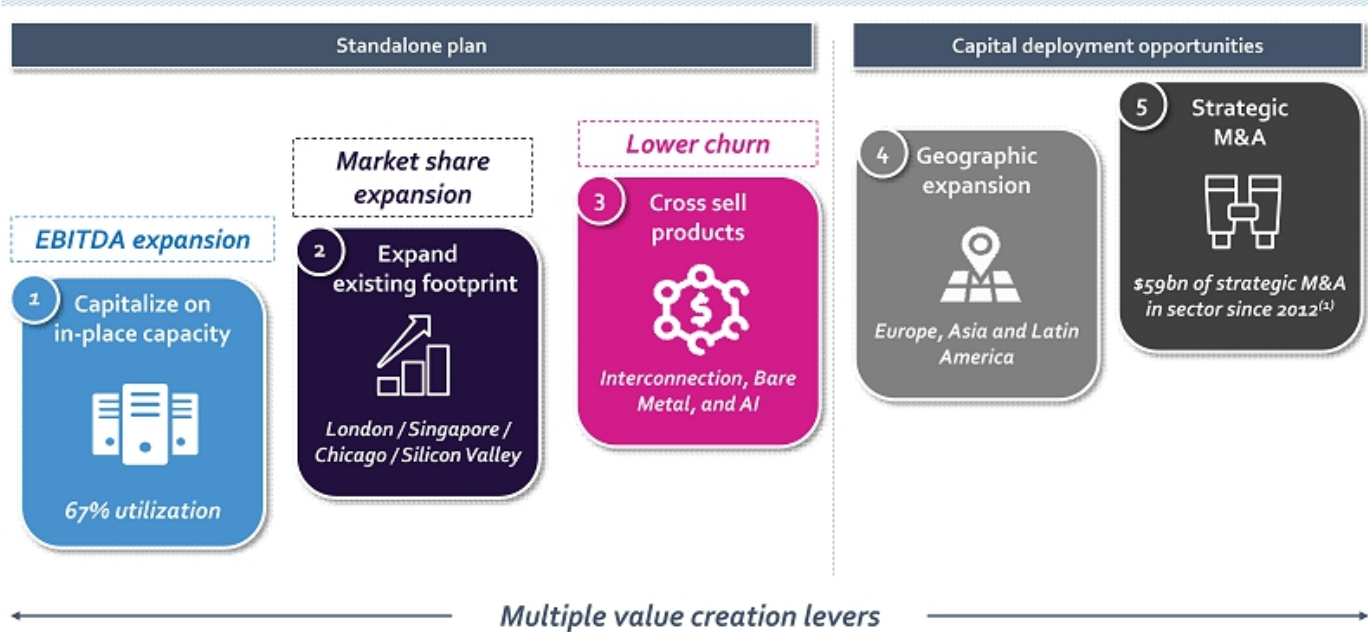 Standalone plan
Capital deployment opportunities
EBITDA expansion
1
Capitalize on
in-place capacity
67% utilization
Market share
expansion
2
Expand
existing footprint
London / Singapore /
Chicago / Silicon Valley
Lower churn
3
Cross sell
products
$
Interconnection, Bare
Metal, and AI
4
Geographic
expansion
Europe, Asia and Latin
America
5
Strategic
M&A
$59bn of strategic M&A
in sector since 2012(1)
Multiple value creation levers